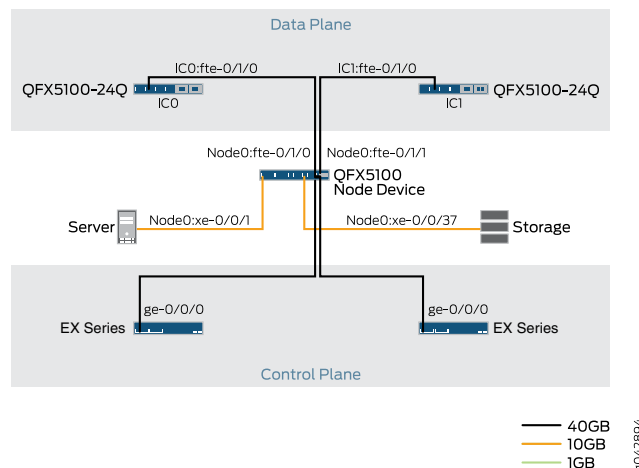 Data Plane
IC0:fte-0/1/0
IC1:fte-0/1/0
QFX5100-24Q
IC0
IC1
QFX5100-24Q
Node0:fte-0/1/0
Node0:fte-0/1/1
QFX5100
Node Device
Server
Node0:xe-0/0/1
Node0:xe-0/0/37
Storage
ge-0/0/0
ge-0/0/0
EX Series
EX Series
Control Plane
40GB
10GB
1GB